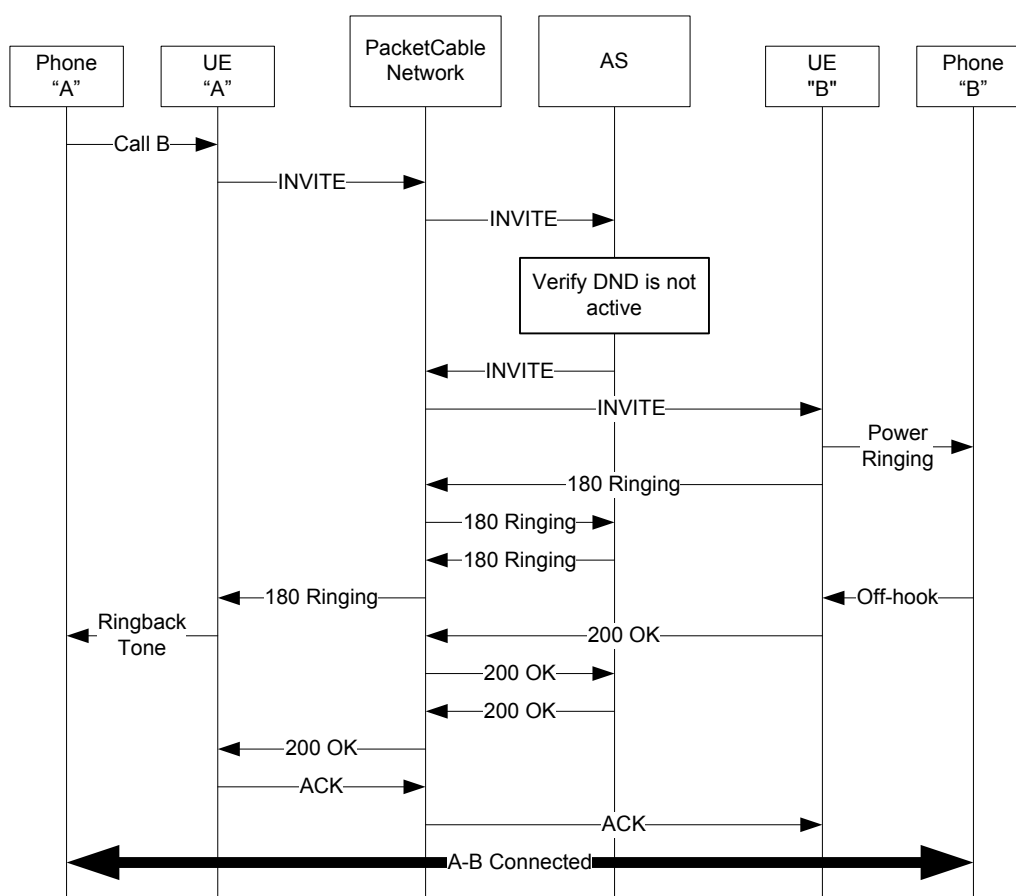 Phone
“A”
UE
“A”
PacketCable
Network
AS
UE
"B"
Phone
“B”
Call B
INVITE
INVITE
Verify DND is not
active
INVITE
INVITE
Power
Ringing
180 Ringing
180 Ringing
180 Ringing
180 Ringing
Off-hook
Ringback
Tone
200 OK
200 OK
200 OK
200 OK
ACK
ACK
A-B Connected